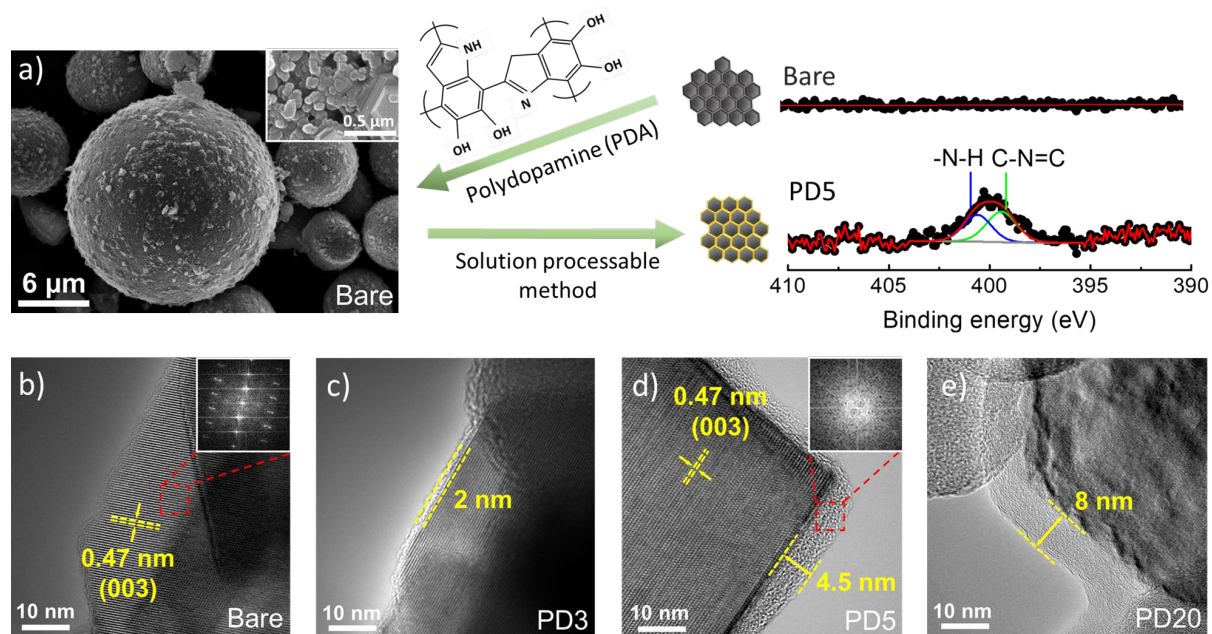 a)
0.5 µm
6 µm
Bare
NH
OH
OH
N
OH
OH
Polydopamine (PDA)
Solution processable
method
Bare
-N-H C-N=C
PD5
410 405 400 395 390
Binding energy (eV)
b)
0.47 nm
(003)
10 nm
Bare
c)
2 nm
10 nm
PD3
d)
0.47 nm
(003)
4.5 nm
10 nm
PD5
e)
8 nm
10 nm
PD20